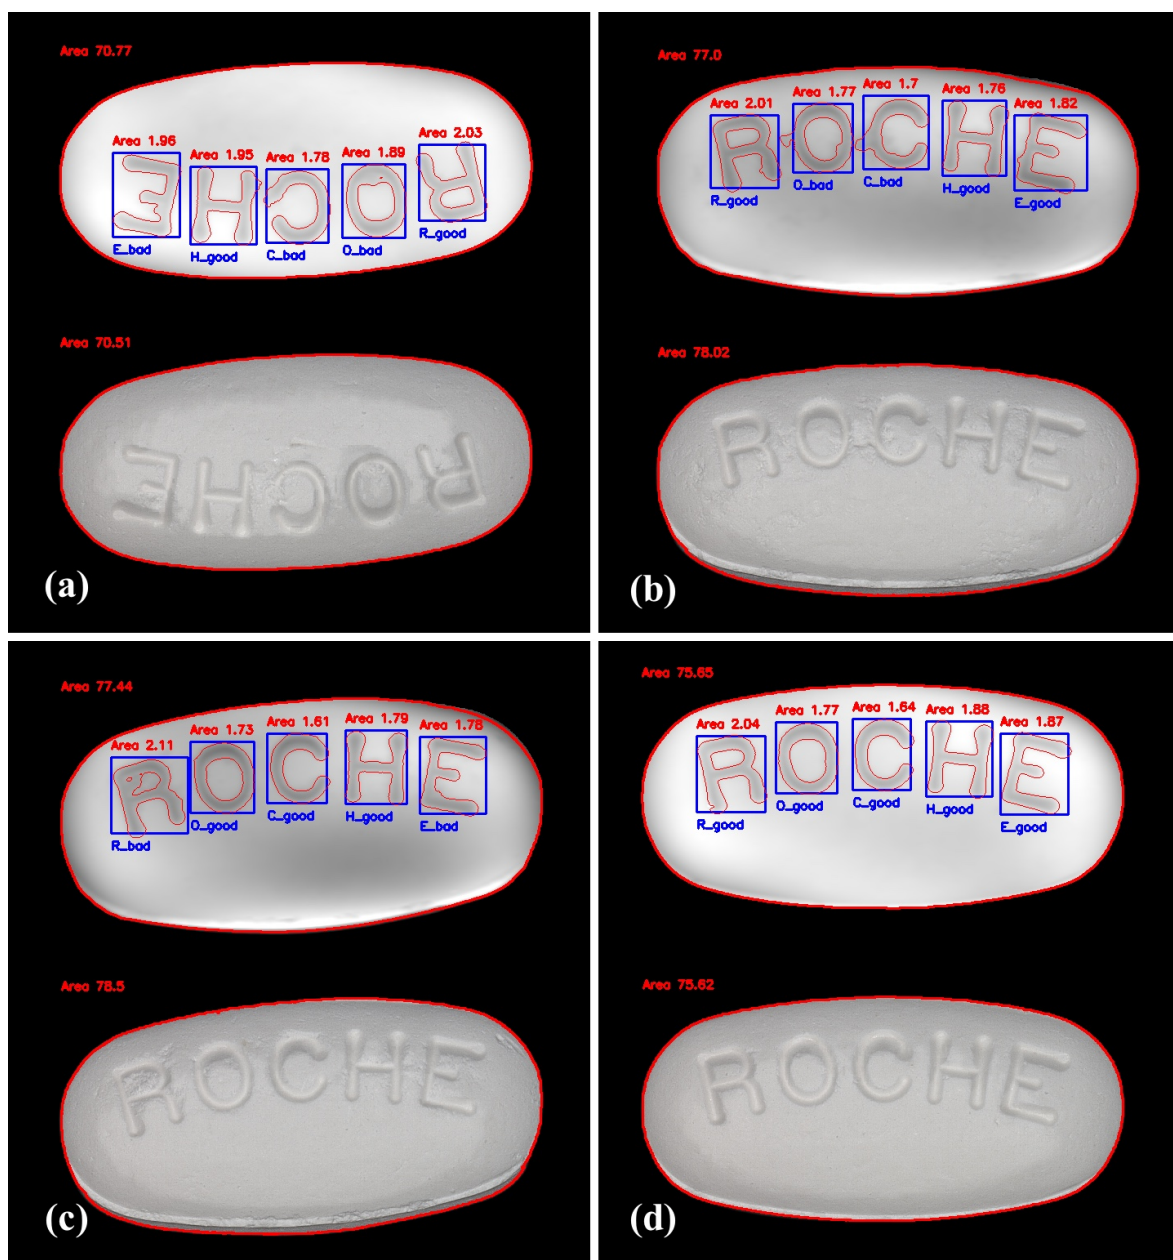 Area 70.77
Area 1.96 Area 1.95 Area 1.78 Area 1.89 Area 2.03
E H C O R
E_bad H_good C_bad O_bad R_good
Area 70.51
ROCHE
(a)
Area 77.0
Area 2.01 Area 1.77 Area 1.7 Area 1.76 Area 1.82
ROCHE
R_good O_bad C_bad H_good E_good
Area 78.02
ROCHE
(b)
Area 77.44
Area 2.11 Area 1.73 Area 1.61 Area 1.79 Area 1.78
ROCHE
R_bad O_good C_good H_good E_bad
Area 78.5
ROCHE
(c)
Area 75.65
Area 2.04 Area 1.77 Area 1.64 Area 1.88 Area 1.87
ROCHE
R_good O_good C_good H_good E_good
Area 75.62
ROCHE
(d)